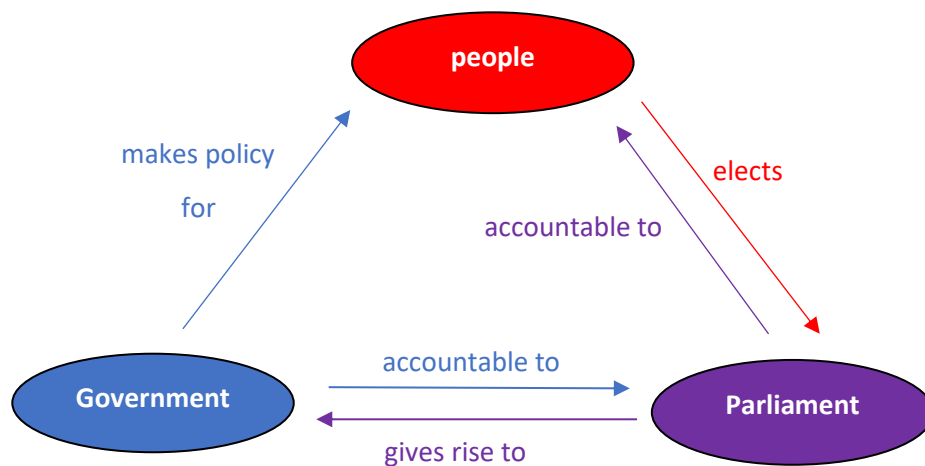 people
makes policy
for
elects
accountable to
accountable to
Government
Parliament
gives rise to